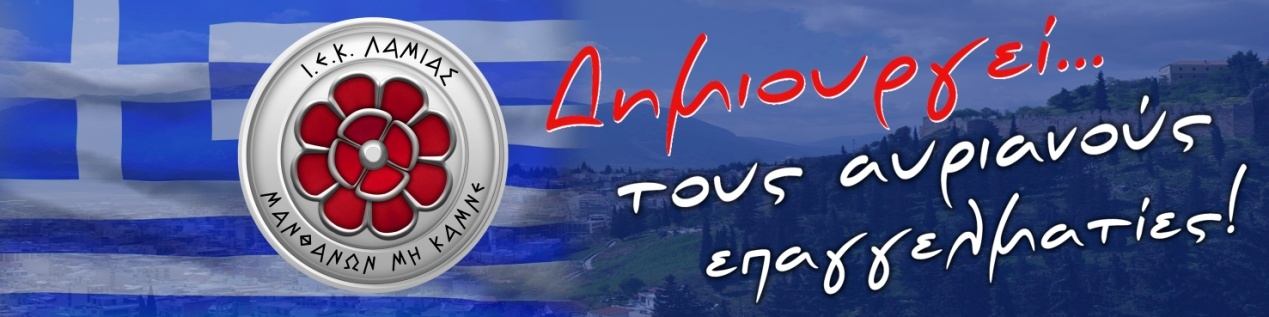 Ι.Ε.Κ. ΛΑΜΙΑΣ
ΜΑΝΘΑΝΩΝ ΜΗ ΚΑΜΝΕ
Δημιουργεί...
τους αυριανούς
επαγγελματίες!